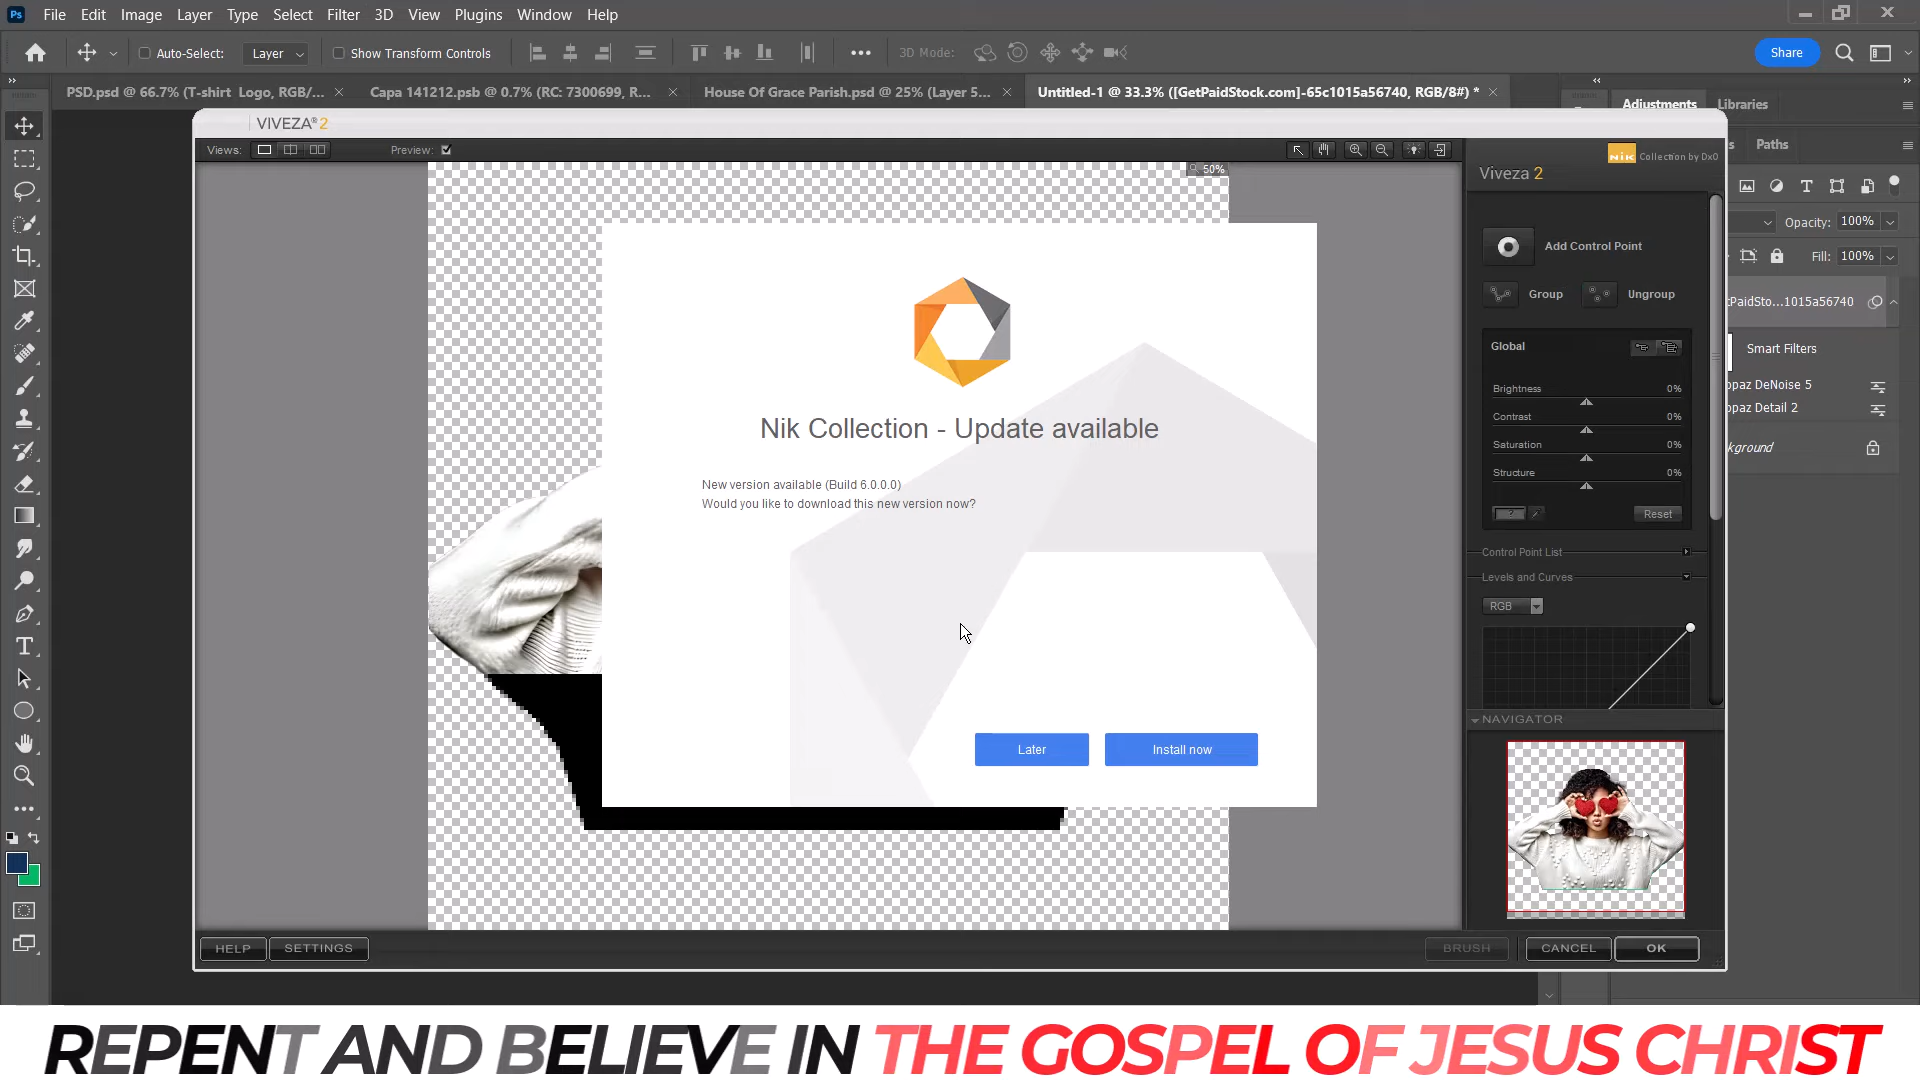 Ps File Edit Image Layer Type Select Filter 3D View Plugins Window Help
Auto-Select: Layer Show Transform Controls 3D Mode: Share
PSD.psd @ 66.7% (T-shirt Logo, RGB/... Capa 141212.psb @ 0.7% (RC: 7300699, R... House Of Grace Parish.psd @ 25% (Layer 5... Untitled-1 @ 33.3% ([GetPaidStock.com]-65c1015a56740, RGB/8#) *
Adjustments Libraries
Paths
Opacity: 100%
Fill: 100%
tPaidSto...1015a56740
Smart Filters
opaz DeNoise 5
opaz Detail 2
kground
VIVEZA® 2
Views: Preview:
50%
Nik Collection by DxO
Viveza 2
Add Control Point
Group Ungroup
Global
Brightness 0%
Contrast 0%
Saturation 0%
Structure 0%
? Reset
Control Point List
Levels and Curves
RGB
NAVIGATOR
Nik Collection - Update available
New version available (Build 6.0.0.0)
Would you like to download this new version now?
Later Install now
HELP SETTINGS BRUSH CANCEL OK
REPENT AND BELIEVE IN THE GOSPEL OF JESUS CHRIST